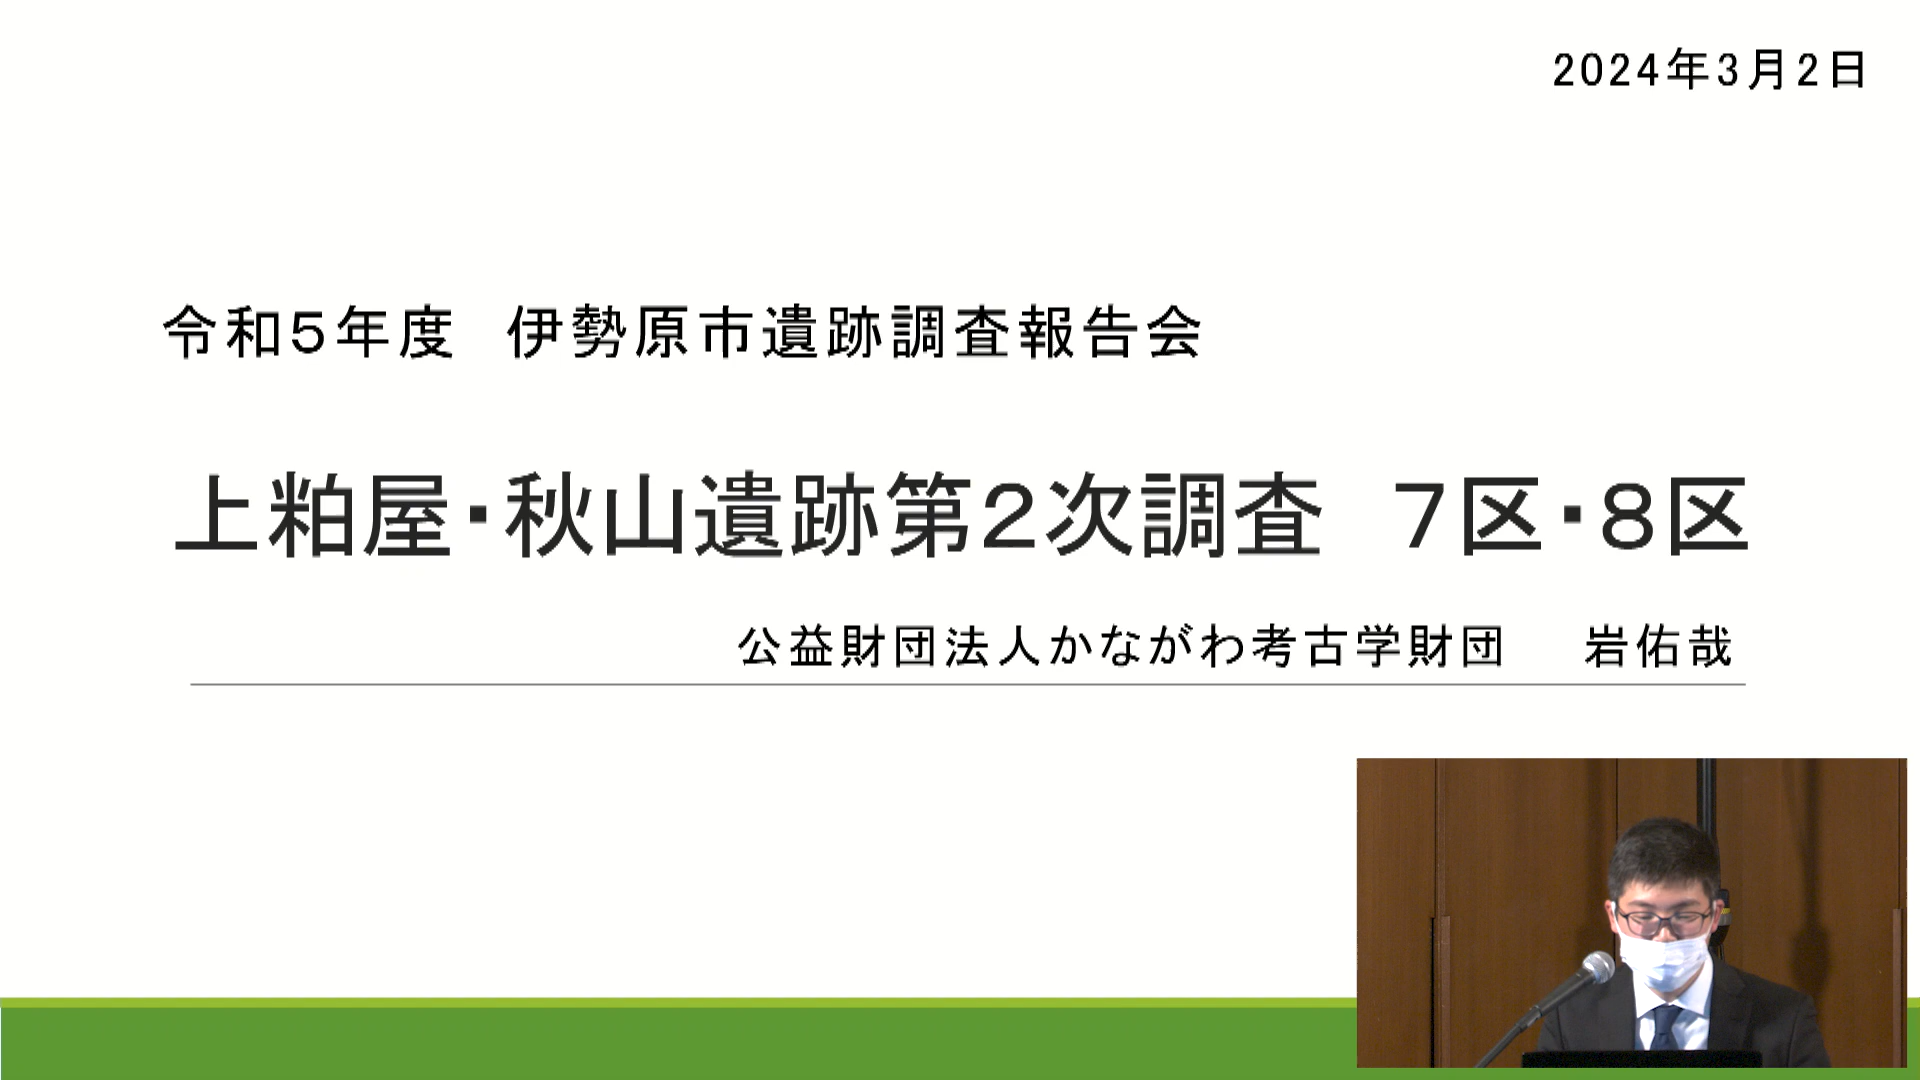 2024年3月2日
令和5年度　伊勢原市遺跡調査報告会
上粕屋・秋山遺跡第2次調査　7区・8区
公益財団法人かながわ考古学財団　岩佑哉